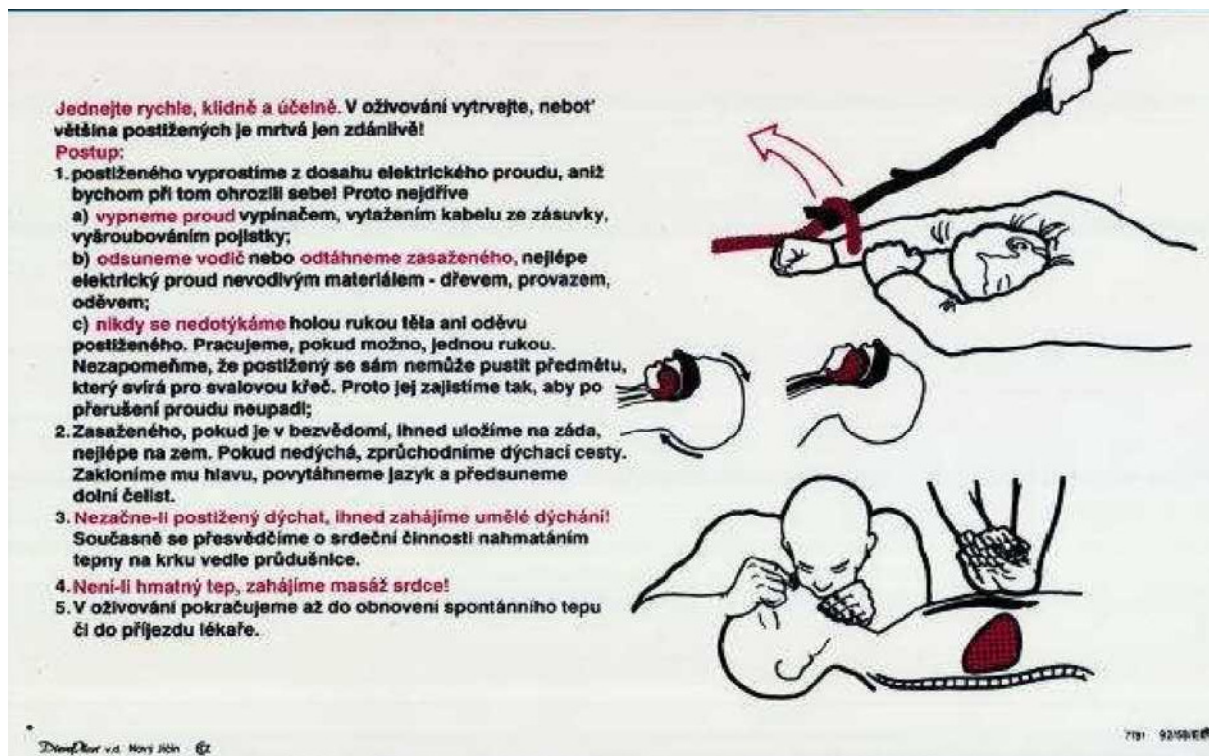 Jednejte rychle, klidně a účelně. V oživování vytrvejte, neboť
většina postižených je mrtvá jen zdánlivě!
Postup:
1. postiženého vyprostíme z dosahu elektrického proudu, aniž
bychom při tom ohrozili sebe! Proto nejdříve
a) vypneme proud vypínačem, vytažením kabelu ze zásuvky,
vyšroubováním pojistky;
b) odsuneme vodič nebo odtáhneme zasaženého, nejlépe
elektrický proud nevodivým materiálem - dřevem, provazem,
oděvem;
c) nikdy se nedotýkáme holou rukou těla ani oděvu
postiženého. Pracujeme, pokud možno, jednou rukou.
Nezapomeňme, že postižený se sám nemůže pustit předmětu,
který svírá pro svalovou křeč. Proto jej zajistíme tak, aby po
přerušení proudu neupadl;
2. Zasaženého, pokud je v bezvědomí, ihned uložíme na záda,
nejlépe na zem. Pokud nedýchá, zprůchodníme dýchací cesty.
Zakloníme mu hlavu, povytáhneme jazyk a předsuneme
dolní čelist.
3. Nezačne-li postižený dýchat, ihned zahájíme umělé dýchání!
Současně se přesvědčíme o srdeční činnosti nahmatáním
tepny na krku vedle průdušnice.
4. Není-li hmatný tep, zahájíme masáž srdce!
5. V oživování pokračujeme až do obnovení spontánního tepu
či do příjezdu lékaře.
v.d. Nový Jičín